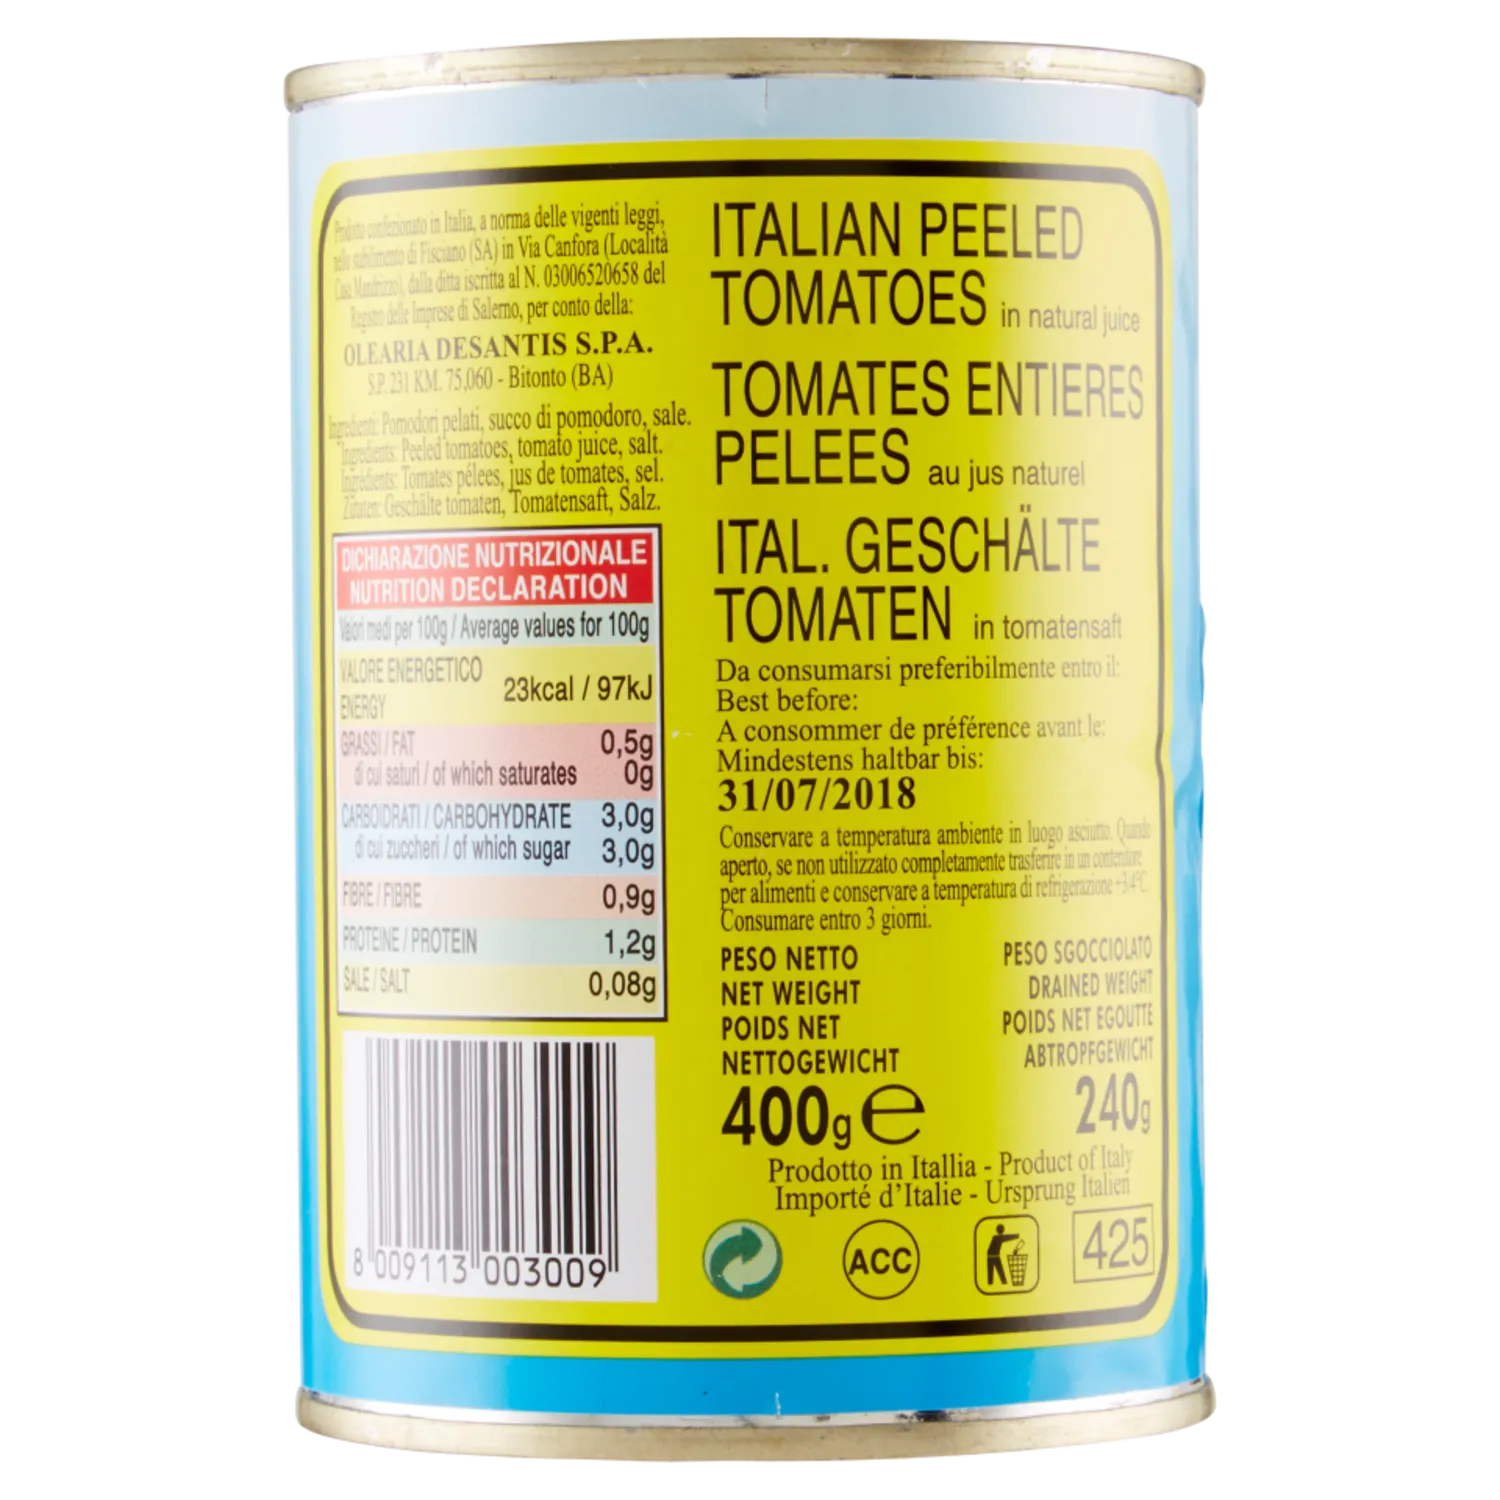 Prodotto confezionato in Italia, a norma delle vigenti leggi,
nello stabilimento di Fisciano (SA) in Via Canfora (Località
Casa Mandrizzo), dalla ditta iscritta al N. 03006520658 del
Registro delle Imprese di Salerno, per conto della:
OLEARIA DESANTIS S.P.A.
S.P. 231 KM. 75,060 - Bitonto (BA)
Ingredienti: Pomodori pelati, succo di pomodoro, sale.
Ingredients: Peeled tomatoes, tomato juice, salt.
Ingredients: Tomates pélees, jus de tomates, sel.
Zutaten: Geschälte tomaten, Tomatensaft, Salz.
DICHIARAZIONE NUTRIZIONALE
NUTRITION DECLARATION
Valori medi per 100g / Average values for 100g
VALORE ENERGETICO
ENERGY
23kcal / 97kJ
GRASSI / FAT 0,5g
di cui saturi / of which saturates 0g
CARBOIDRATI / CARBOHYDRATE 3,0g
di cui zuccheri / of which sugar 3,0g
FIBRE / FIBRE 0,9g
PROTEINE / PROTEIN 1,2g
SALE / SALT 0,08g
8 009113 003009
ITALIAN PEELED
TOMATOES in natural juice
TOMATES ENTIERES
PELEES au jus naturel
ITAL. GESCHÄLTE
TOMATEN in tomatensaft
Da consumarsi preferibilmente entro il:
Best before:
A consommer de préférence avant le:
Mindestens haltbar bis:
31/07/2018
Conservare a temperatura ambiente in luogo asciutto. Quando
aperto, se non utilizzato completamente trasferire in un contenitore
per alimenti e conservare a temperatura di refrigerazione +3/4°C.
Consumare entro 3 giorni.
PESO NETTO
NET WEIGHT
POIDS NET
NETTOGEWICHT
400g e
PESO SGOCCIOLATO
DRAINED WEIGHT
POIDS NET EGOUTTE
ABTROPFGEWICHT
240g
Prodotto in Itallia - Product of Italy
Importé d'Italie - Ursprung Italien
ACC
425